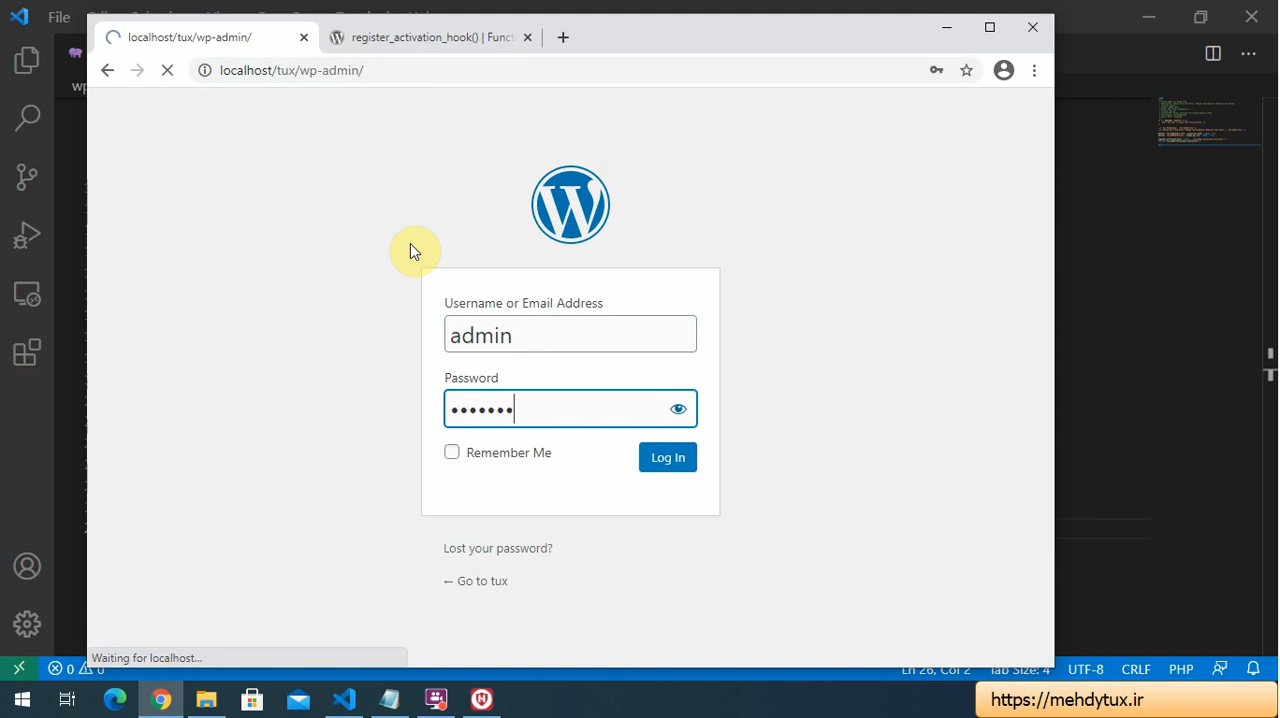 File
localhost/tux/wp-admin/
register_activation_hook() | Funct
localhost/tux/wp-admin/
Username or Email Address
admin
Password
•••••••
Remember Me
Log In
Lost your password?
← Go to tux
Waiting for localhost...
0
0
Ln 26, Col 2
Tab Size: 4
UTF-8
CRLF
PHP
https://mehdytux.ir